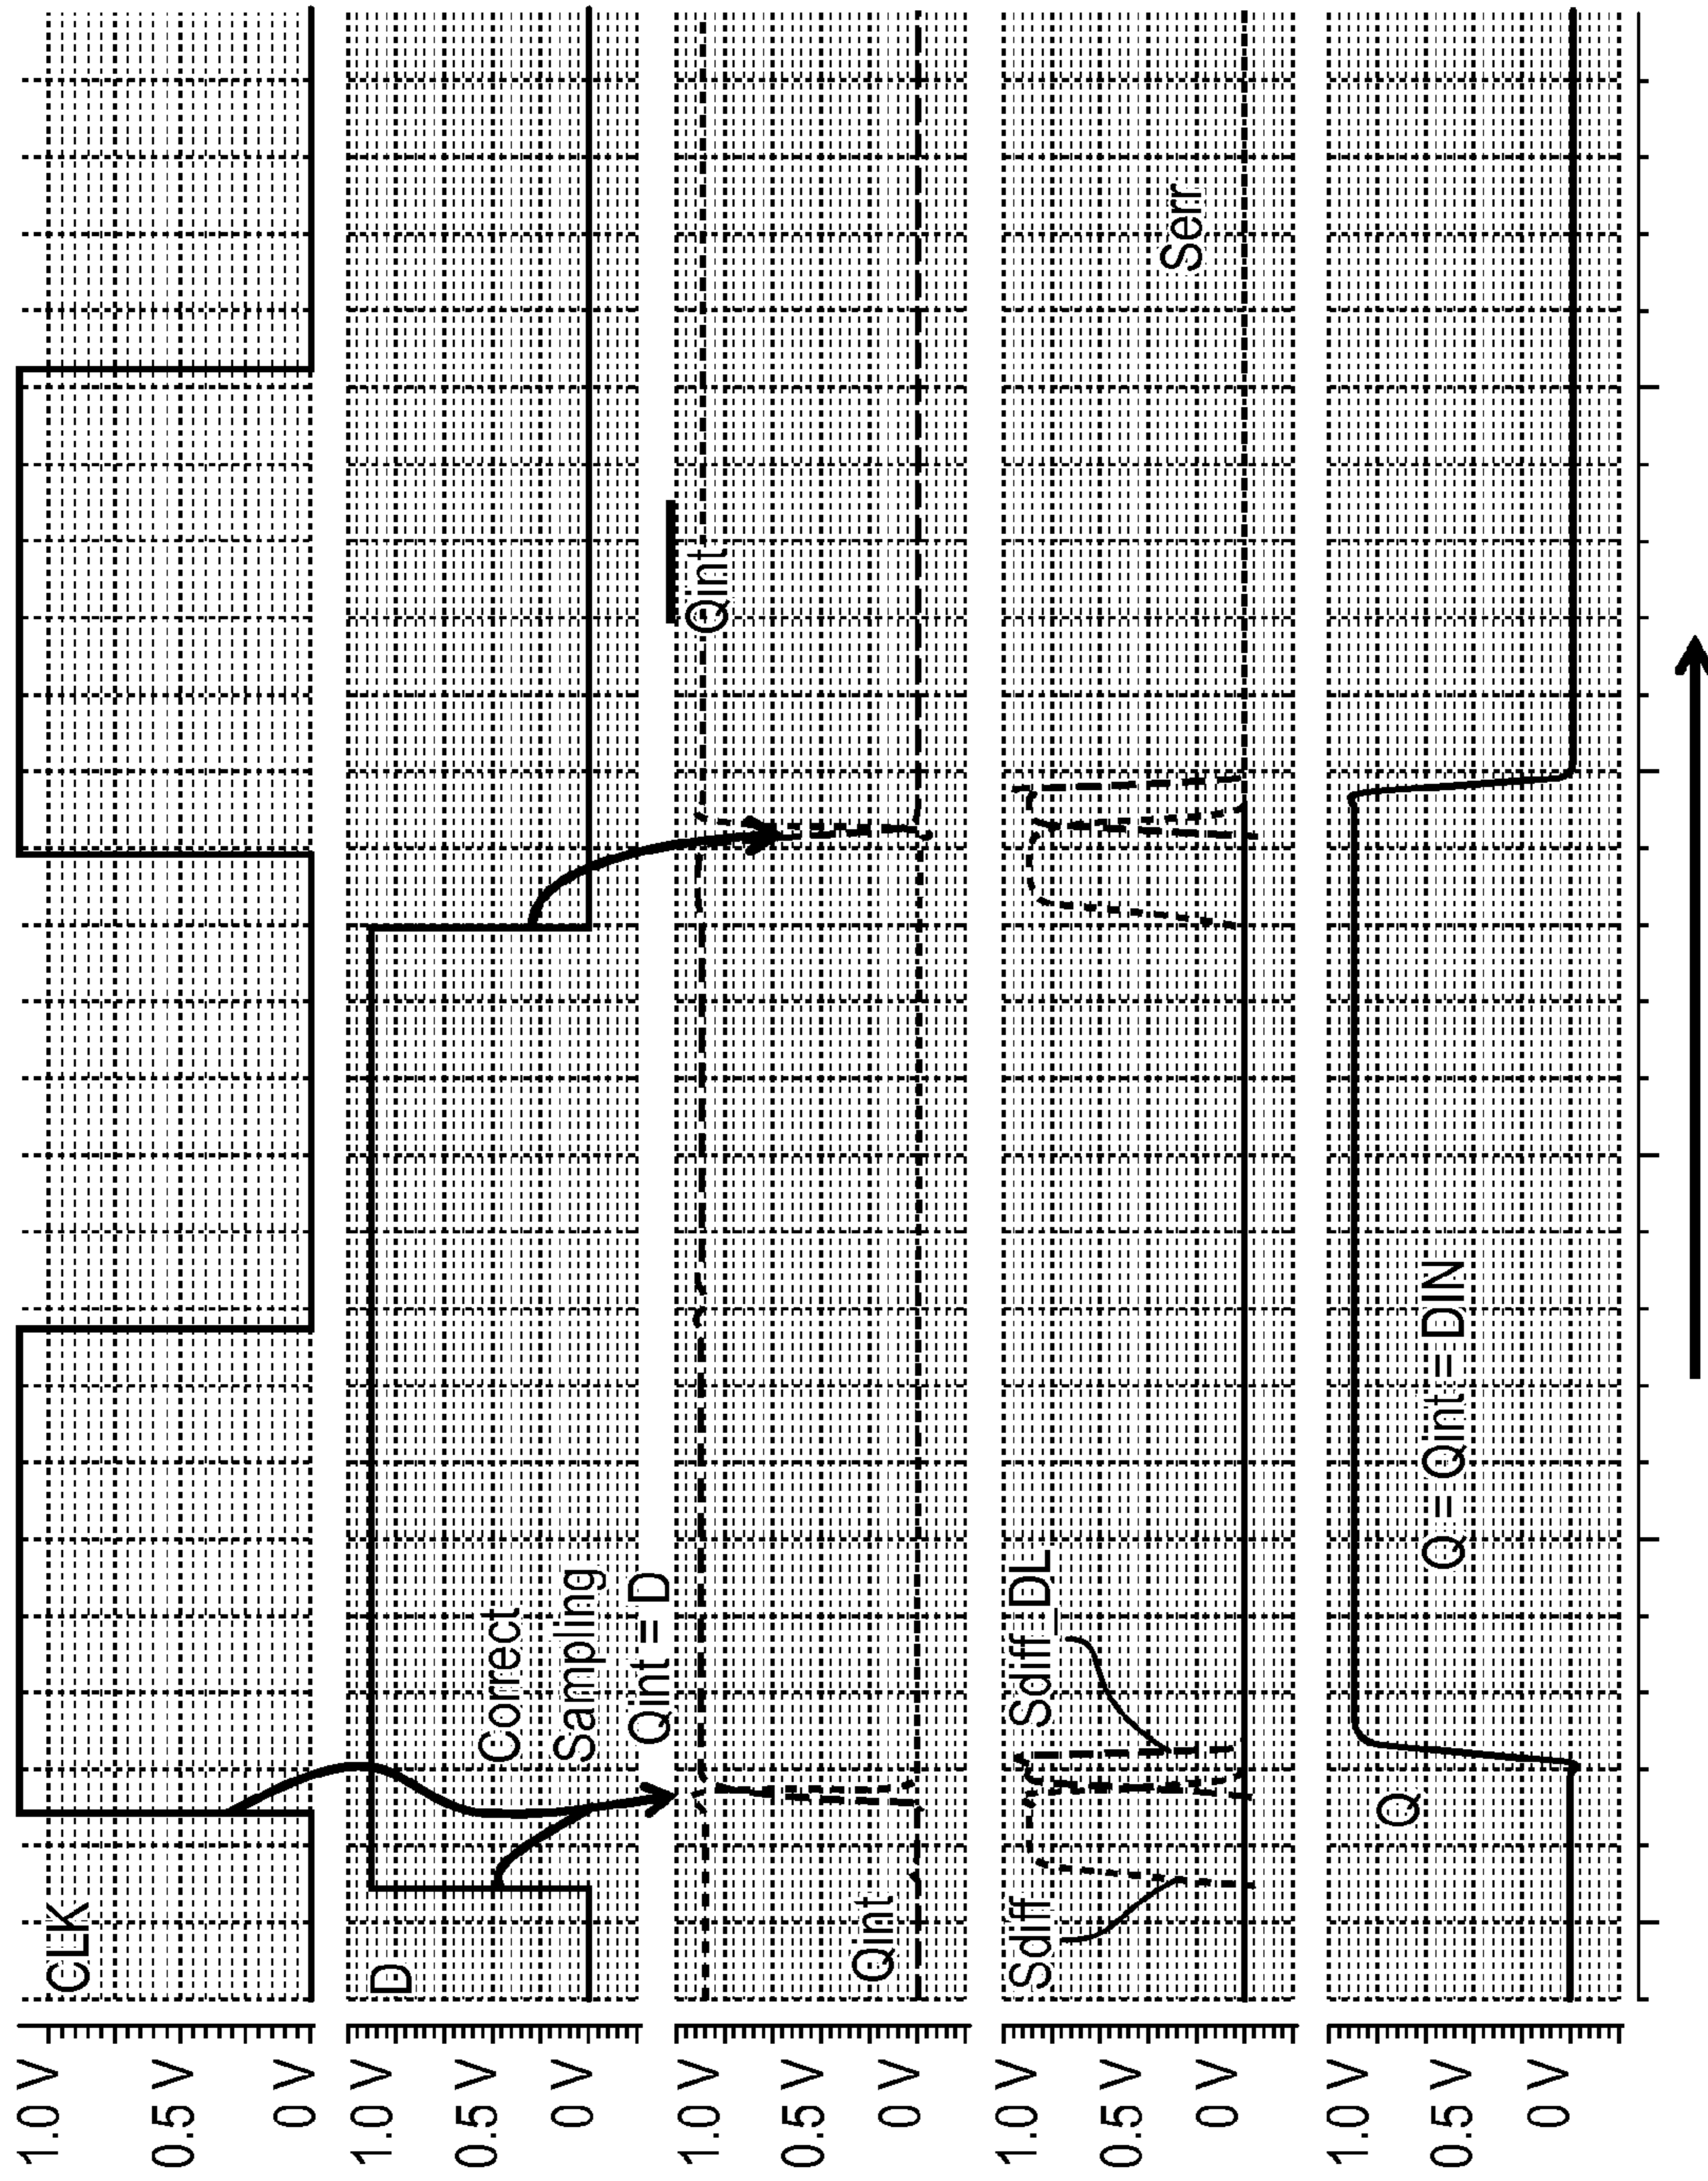 1.0 V
0.5 V
0 V
CLK
1.0 V
0.5 V
0 V
D
Correct
Sampling
Qint = D
1.0 V
0.5 V
0 V
Qint
Qint
1.0 V
0.5 V
0 V
Sdiff
Sdiff_DL
Serr
1.0 V
0.5 V
0 V
Q
Q = Qint = DIN